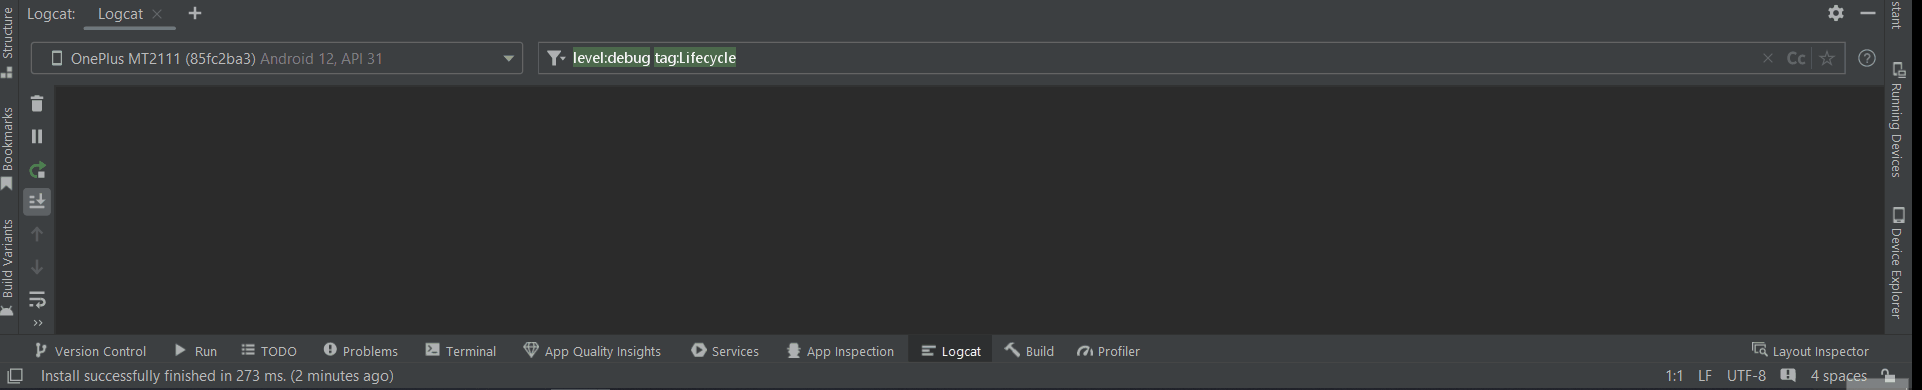 Logcat: Logcat
OnePlus MT2111 (85fc2ba3) Android 12, API 31
level:debug tag:Lifecycle
Cc
Structure
Bookmarks
Build Variants
stant
Running Devices
Device Explorer
Version Control Run TODO Problems Terminal App Quality Insights Services App Inspection Logcat Build Profiler Layout Inspector
Install successfully finished in 273 ms. (2 minutes ago) 1:1 LF UTF-8 4 spaces